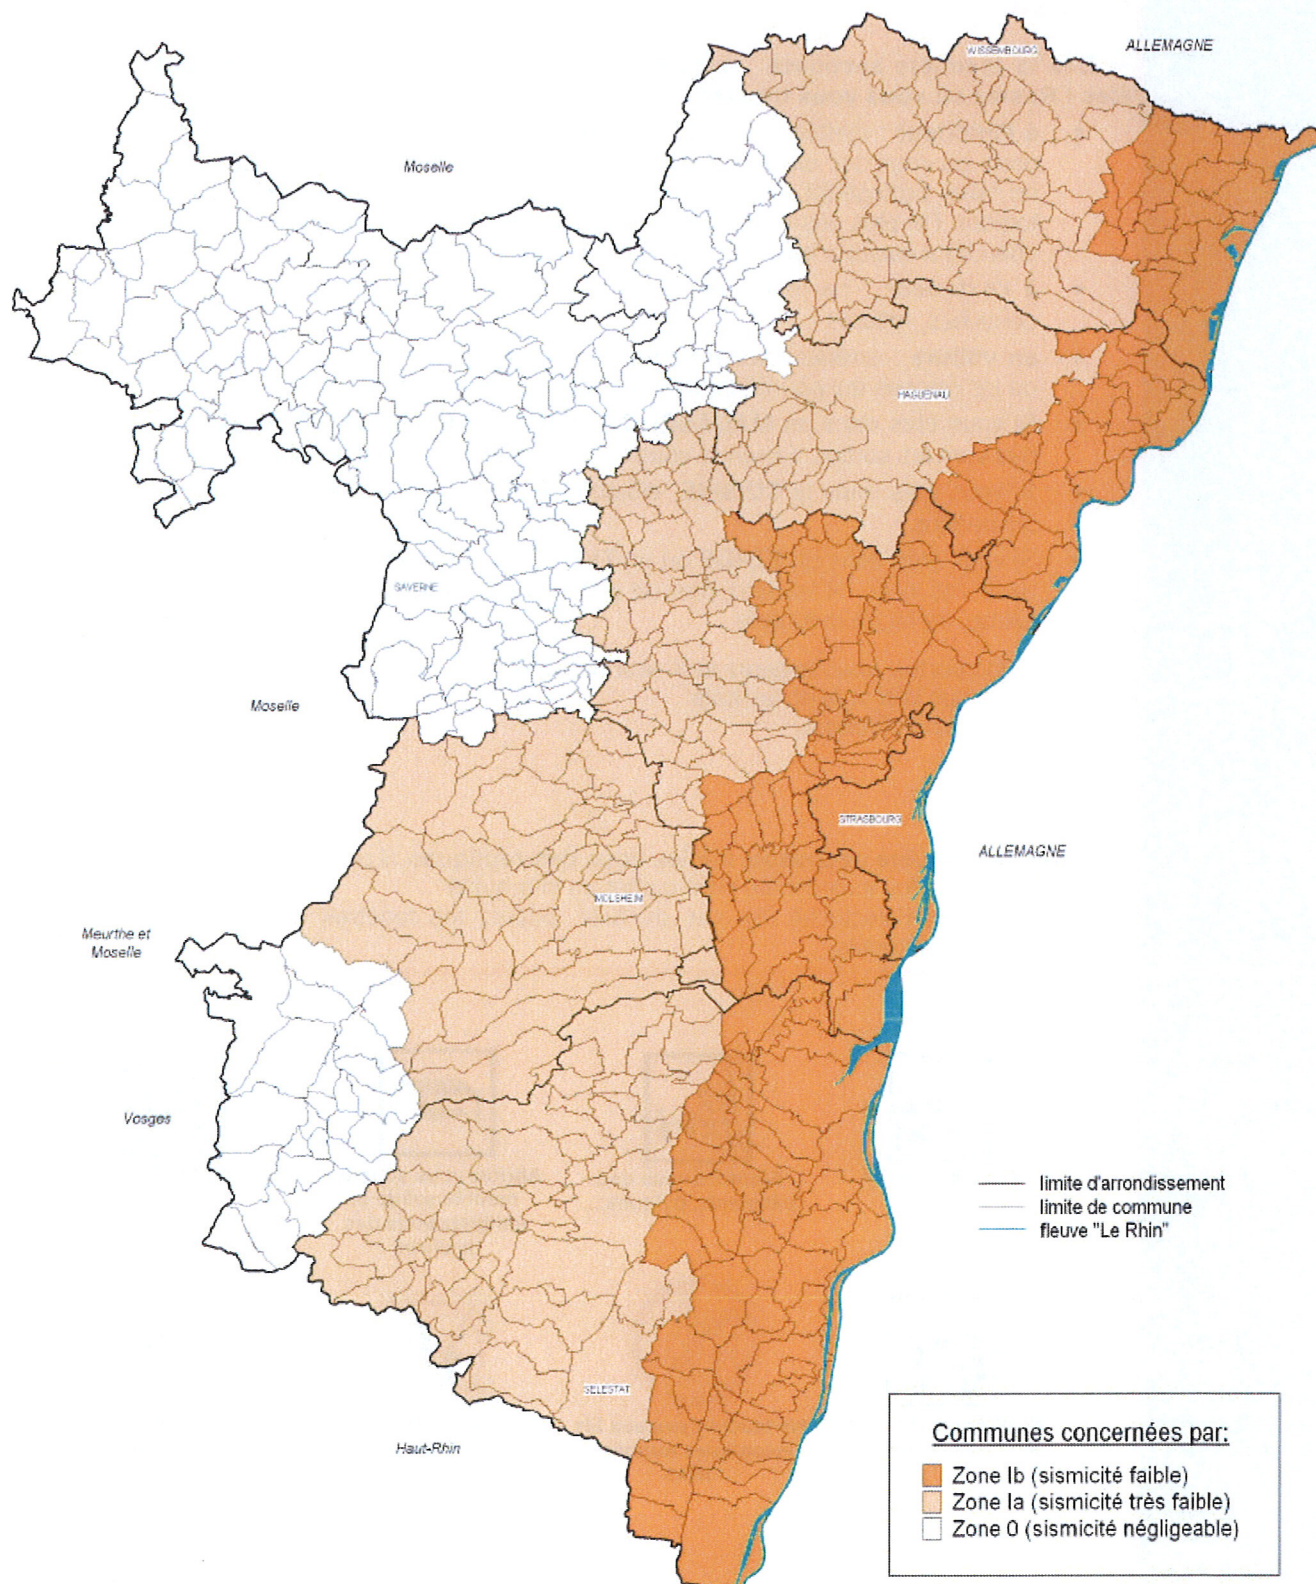 WISSEMBOURG
ALLEMAGNE
Moselle
HAGUENAU
SAVERNE
Moselle
STRASBOURG
ALLEMAGNE
MOLSHEIM
Meurthe et
Moselle
Vosges
limite d'arrondissement
limite de commune
fleuve "Le Rhin"
SELESTAT
Haut-Rhin
Communes concernées par:
Zone Ib (sismicité faible)
Zone Ia (sismicité très faible)
Zone 0 (sismicité négligeable)